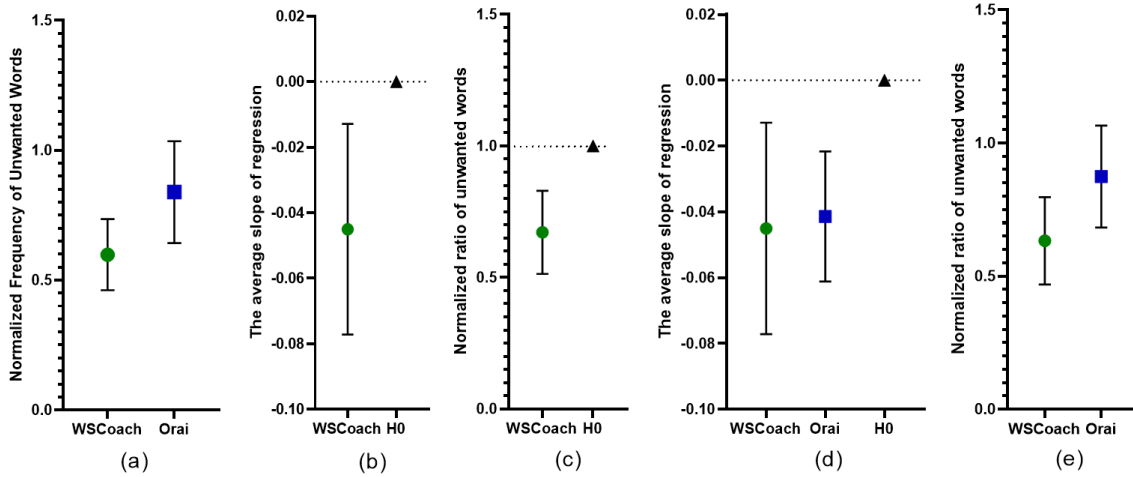 Normalized Frequency of Unwanted Words
1.5
1.0
0.5
0.0
WSCoach Orai
(a)
The average slope of regression
0.02
0.00
-0.02
-0.04
-0.06
-0.08
-0.10
WSCoach H0
(b)
Normalized ratio of unwanted words
1.5
1.0
0.5
0.0
WSCoach H0
(c)
The average slope of regression
0.02
0.00
-0.02
-0.04
-0.06
-0.08
-0.10
WSCoach Orai H0
(d)
Normalized ratio of unwanted words
1.5
1.0
0.5
0.0
WSCoach Orai
(e)